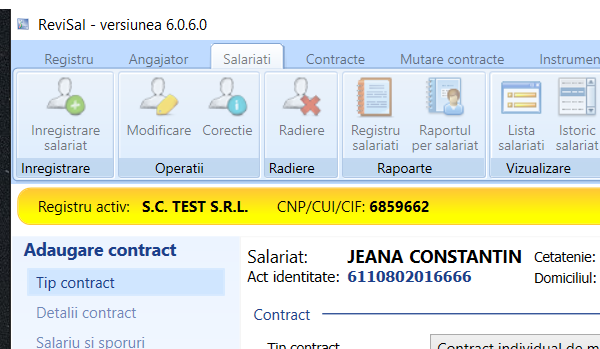 ReviSal - versiunea 6.0.6.0
Registru Angajator Salariati Contracte Mutare contracte Instrumen
Inregistrare salariat Modificare Corectie Radiere Registru salariati Raportul per salariat Lista salariati Istoric salariat
Inregistrare Operatii Radiere Rapoarte Vizualizare
Registru activ: S.C. TEST S.R.L. CNP/CUI/CIF: 6859662
Adaugare contract
Tip contract
Detalii contract
Salariu si sporuri
Salariat: JEANA CONSTANTIN Cetatenie:
Act identitate: 6110802016666 Domiciliul:
Contract
Tip contract Contract individual de m